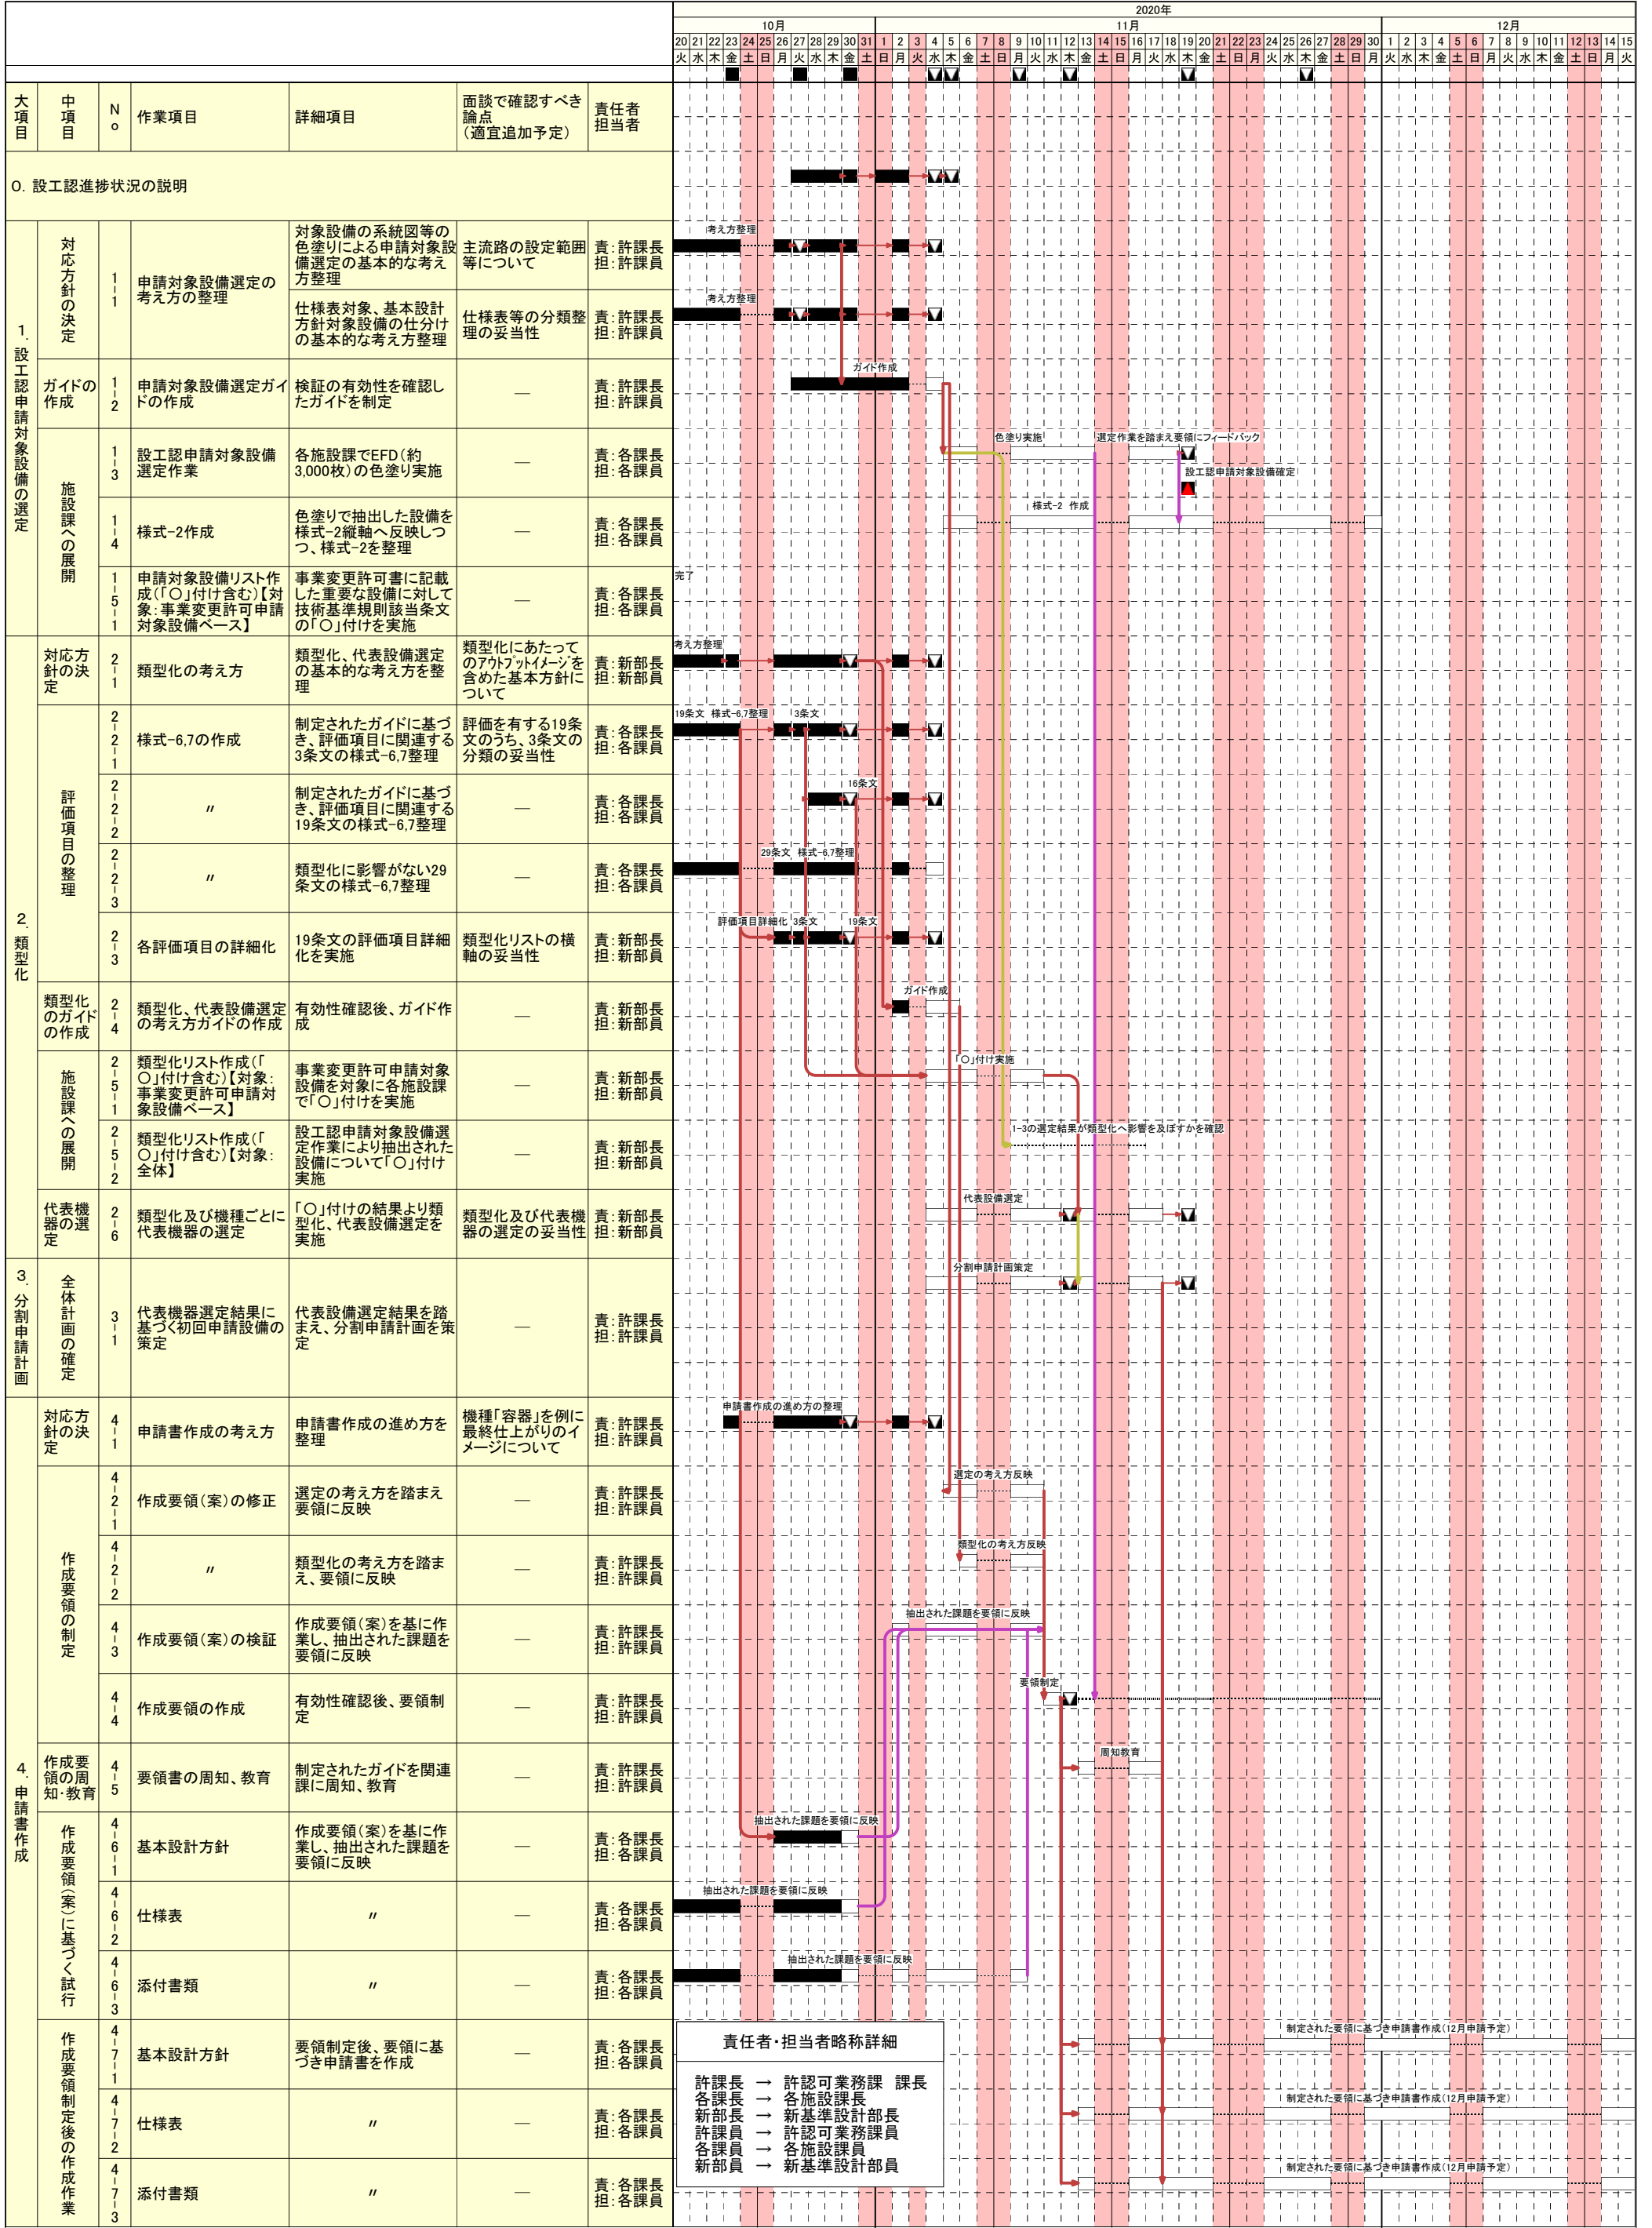 2020年
10月 11月 12月
20 21 22 23 24 25 26 27 28 29 30 31 1 2 3 4 5 6 7 8 9 10 11 12 13 14 15 16 17 18 19 20 21 22 23 24 25 26 27 28 29 30 1 2 3 4 5 6 7 8 9 10 11 12 13 14 15
火 水 木 金 土 日 月 火 水 木 金 土 日 月 火 水 木 金 土 日 月 火 水 木 金 土 日 月 火 水 木 金 土 日 月 火 水 木 金 土 日 月 火 水 木 金 土 日 月 火 水 木 金 土 日 月 火
大項目
中項目
No
作業項目
詳細項目
面談で確認すべき
論点
(適宜追加予定)
責任者
担当者
0. 設工認進捗状況の説明
1. 設工認申請対象設備の選定
対応方針の決定
1-1
申請対象設備選定の
考え方の整理
対象設備の系統図等の
色塗りによる申請対象設
備選定の基本的な考え
方整理
主流路の設定範囲
等について
責:許課長
担:許課員
考え方整理
仕様表対象、基本設計
方針対象設備の仕分け
の基本的な考え方整理
仕様表等の分類整
理の妥当性
責:許課長
担:許課員
考え方整理
ガイドの
作成
1-2
申請対象設備選定ガイ
ドの作成
検証の有効性を確認し
たガイドを制定
―
責:許課長
担:許課員
ガイド作成
施設課への展開
1-3
設工認申請対象設備
選定作業
各施設課でEFD(約
3,000枚)の色塗り実施
―
責:各課長
担:各課員
色塗り実施
選定作業を踏まえ要領にフィードバック
設工認申請対象設備確定
1-4
様式-2作成
色塗りで抽出した設備を
様式-2縦軸へ反映しつ
つ、様式-2を整理
―
責:各課長
担:各課員
様式-2 作成
1-5-1
申請対象設備リスト作
成(「〇」付け含む)【対
象:事業変更許可申請
対象設備ベース】
事業変更許可書に記載
した重要な設備に対して
技術基準規則該当条文
の「〇」付けを実施
―
責:各課長
担:各課員
完了
2. 類型化
対応方
針の決
定
2-1
類型化の考え方
類型化、代表設備選定
の基本的な考え方を整
理
類型化にあたって
のアウトプットイメージを
含めた基本方針に
ついて
責:新部長
担:新部員
考え方整理
評価項目の整理
2-2-1
様式-6,7の作成
制定されたガイドに基づ
き、評価項目に関連する
3条文の様式-6,7整理
評価を有する19条
文のうち、3条文の
分類の妥当性
責:各課長
担:各課員
19条文 様式-6,7整理
3条文
2-2-2
〃
制定されたガイドに基づ
き、評価項目に関連する
19条文の様式-6,7整理
―
責:各課長
担:各課員
16条文
2-2-3
〃
類型化に影響がない29
条文の様式-6,7整理
―
責:各課長
担:各課員
29条文 様式-6,7整理
2-3
各評価項目の詳細化
19条文の評価項目詳細
化を実施
類型化リストの横
軸の妥当性
責:新部長
担:新部員
評価項目詳細化 3条文
19条文
類型化
のガイド
の作成
2-4
類型化、代表設備選定
の考え方ガイドの作成
有効性確認後、ガイド作
成
―
責:新部長
担:新部員
ガイド作成
施設課への展開
2-5-1
類型化リスト作成(「
〇」付け含む)【対象:
事業変更許可申請対
象設備ベース】
事業変更許可申請対象
設備を対象に各施設課
で「〇」付けを実施
―
責:新部長
担:新部員
「〇」付け実施
2-5-2
類型化リスト作成(「
〇」付け含む)【対象:
全体】
設工認申請対象設備選
定作業により抽出された
設備について「〇」付け
実施
―
責:新部長
担:新部員
1-3の選定結果が類型化へ影響を及ぼすかを確認
代表機
器の選
定
2-6
類型化及び機種ごとに
代表機器の選定
「〇」付けの結果より類
型化、代表設備選定を
実施
類型化及び代表機
器の選定の妥当性
責:新部長
担:新部員
代表設備選定
3. 分割申請計画
全体計画の確定
3-1
代表機器選定結果に
基づく初回申請設備の
策定
代表設備選定結果を踏
まえ、分割申請計画を策
定
―
責:許課長
担:許課員
分割申請計画策定
4. 申請書作成
対応方
針の決
定
4-1
申請書作成の考え方
申請書作成の進め方を
整理
機種「容器」を例に
最終仕上がりのイ
メージについて
責:許課長
担:許課員
申請書作成の進め方の整理
作成要領の制定
4-2-1
作成要領(案)の修正
選定の考え方を踏まえ
要領に反映
―
責:許課長
担:許課員
選定の考え方反映
4-2-2
〃
類型化の考え方を踏ま
え、要領に反映
―
責:許課長
担:許課員
類型化の考え方反映
4-3
作成要領(案)の検証
作成要領(案)を基に作
業し、抽出された課題を
要領に反映
―
責:許課長
担:許課員
抽出された課題を要領に反映
4-4
作成要領の作成
有効性確認後、要領制
定
―
責:許課長
担:許課員
要領制定
作成要
領の周
知・教育
4-5
要領書の周知、教育
制定されたガイドを関連
課に周知、教育
―
責:許課長
担:許課員
周知教育
作成要領(案)に基づく試行
4-6-1
基本設計方針
作成要領(案)を基に作
業し、抽出された課題を
要領に反映
―
責:各課長
担:各課員
抽出された課題を要領に反映
4-6-2
仕様表
〃
―
責:各課長
担:各課員
抽出された課題を要領に反映
4-6-3
添付書類
〃
―
責:各課長
担:各課員
抽出された課題を要領に反映
作成要領制定後の作成作業
4-7-1
基本設計方針
要領制定後、要領に基
づき申請書を作成
―
責:各課長
担:各課員
制定された要領に基づき申請書作成(12月申請予定)
4-7-2
仕様表
〃
―
責:各課長
担:各課員
制定された要領に基づき申請書作成(12月申請予定)
4-7-3
添付書類
〃
―
責:各課長
担:各課員
制定された要領に基づき申請書作成(12月申請予定)
責任者・担当者略称詳細
許課長 → 許認可業務課 課長
各課長 → 各施設課長
新部長 → 新基準設計部長
許課員 → 許認可業務課員
各課員 → 各施設課員
新部員 → 新基準設計部員